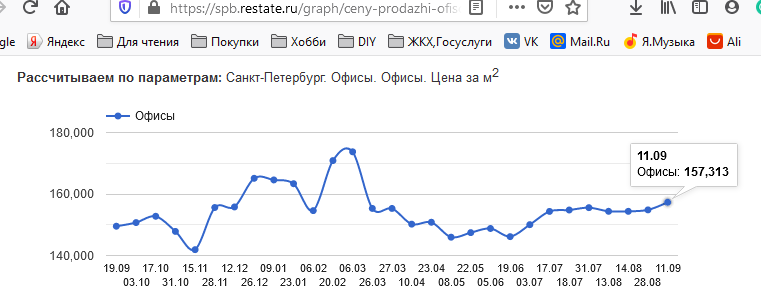 https://spb.restate.ru/graph/ceny-prodazhi-ofis
gle Яндекс Для чтения Покупки Хобби DIY ЖКХ,Госуслуги VK Mail.Ru Я.Музыка Ali
Рассчитываем по параметрам: Санкт-Петербург. Офисы. Офисы. Цена за м2
Офисы
180,000
11.09
Офисы: 157,313
160,000
140,000
19.09 17.10 15.11 12.12 09.01 06.02 06.03 27.03 23.04 22.05 19.06 17.07 31.07 14.08 11.09
03.10 31.10 28.11 26.12 23.01 20.02 26.03 10.04 08.05 05.06 03.07 18.07 13.08 28.08